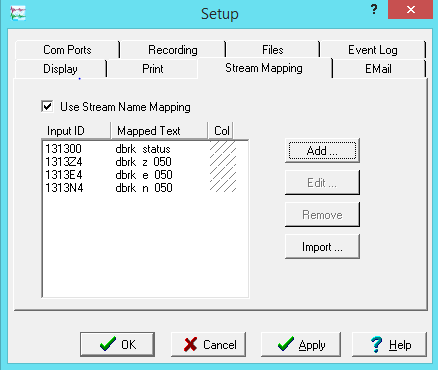 Setup
? ×
Com Ports Recording Files Event Log
Display Print Stream Mapping EMail
Use Stream Name Mapping
Input ID Mapped Text Col
131300 dbrk status
1313Z4 dbrk z 050
1313E4 dbrk e 050
1313N4 dbrk n 050
Add ...
Edit ...
Remove
Import ...
OK Cancel Apply ? Help